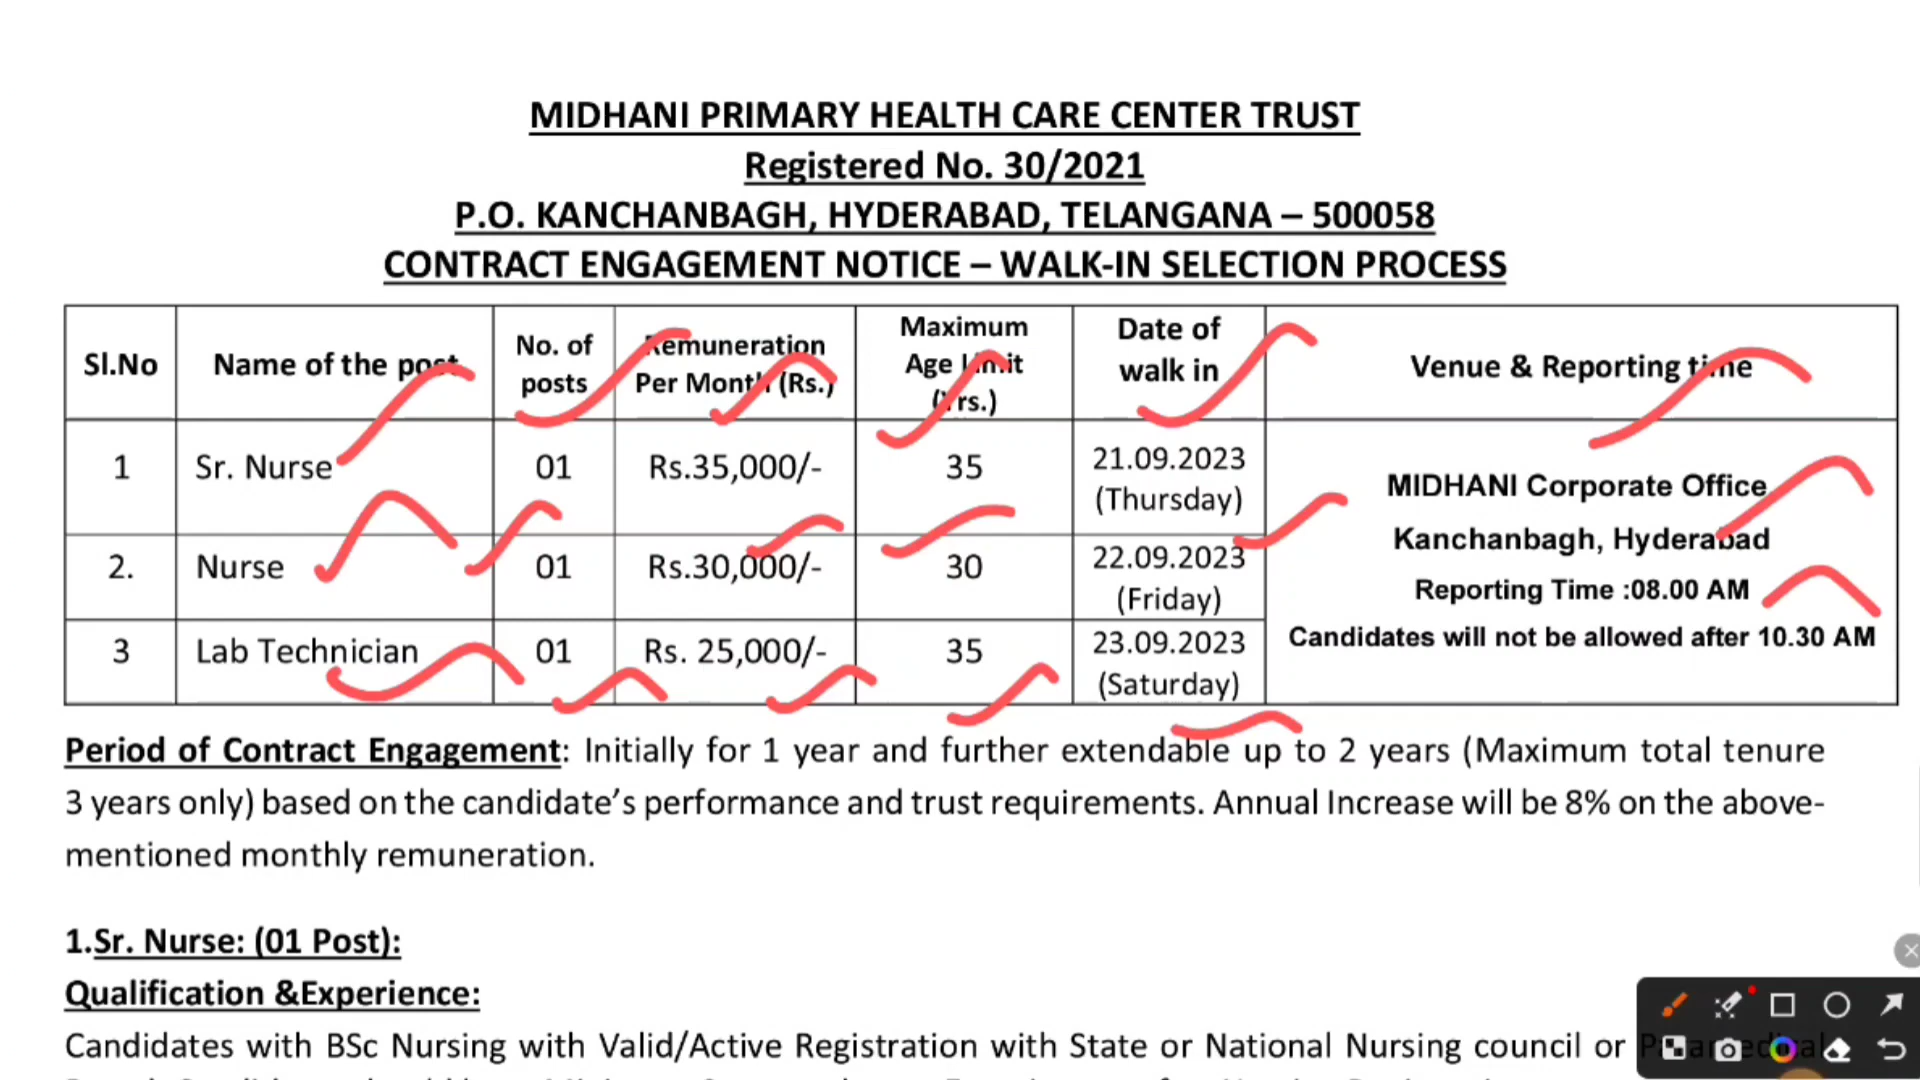 MIDHANI PRIMARY HEALTH CARE CENTER TRUST
Registered No. 30/2021
P.O. KANCHANBAGH, HYDERABAD, TELANGANA – 500058
CONTRACT ENGAGEMENT NOTICE – WALK-IN SELECTION PROCESS
Sl.No Name of the post No. of posts Remuneration Per Month (Rs.) Maximum Age Limit (Yrs.) Date of walk in Venue & Reporting time
1 Sr. Nurse 01 Rs.35,000/- 35 21.09.2023 (Thursday)
2. Nurse 01 Rs.30,000/- 30 22.09.2023 (Friday)
3 Lab Technician 01 Rs. 25,000/- 35 23.09.2023 (Saturday)
MIDHANI Corporate Office
Kanchanbagh, Hyderabad
Reporting Time :08.00 AM
Candidates will not be allowed after 10.30 AM
Period of Contract Engagement: Initially for 1 year and further extendable up to 2 years (Maximum total tenure
3 years only) based on the candidate's performance and trust requirements. Annual Increase will be 8% on the above-
mentioned monthly remuneration.
1.Sr. Nurse: (01 Post):
Qualification &Experience:
Candidates with BSc Nursing with Valid/Active Registration with State or National Nursing council or Paramedical